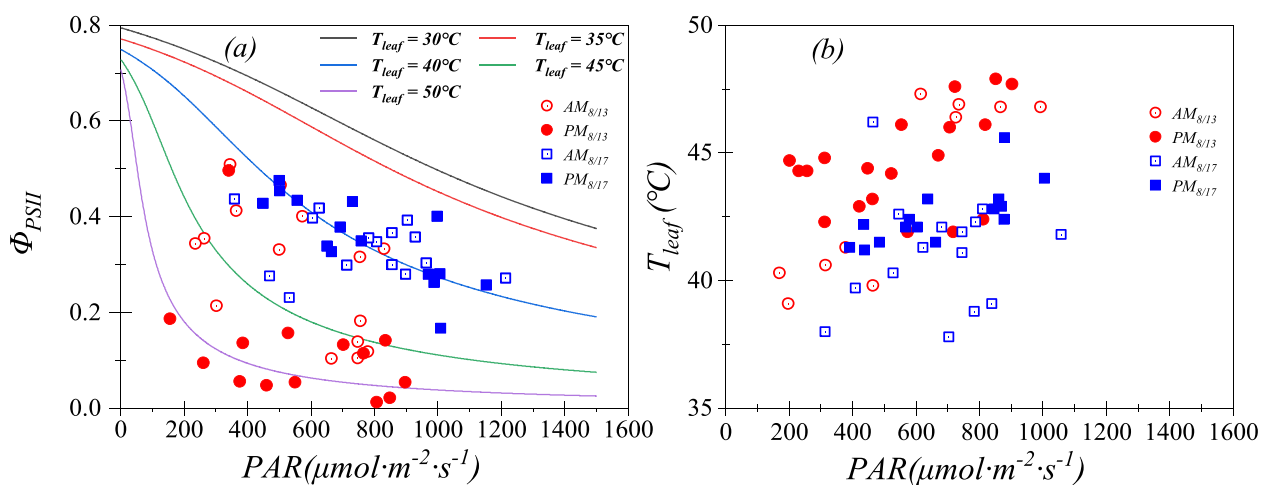 (a)
T_leaf = 30°C
T_leaf = 35°C
T_leaf = 40°C
T_leaf = 45°C
T_leaf = 50°C
AM_8/13
PM_8/13
AM_8/17
PM_8/17
0.8
0.6
0.4
0.2
0.0
Φ_PSII
0 200 400 600 800 1000 1200 1400 1600
PAR(μmol·m^-2·s^-1)
(b)
AM_8/13
PM_8/13
AM_8/17
PM_8/17
50
45
40
35
T_leaf (°C)
0 200 400 600 800 1000 1200 1400 1600
PAR(μmol·m^-2·s^-1)